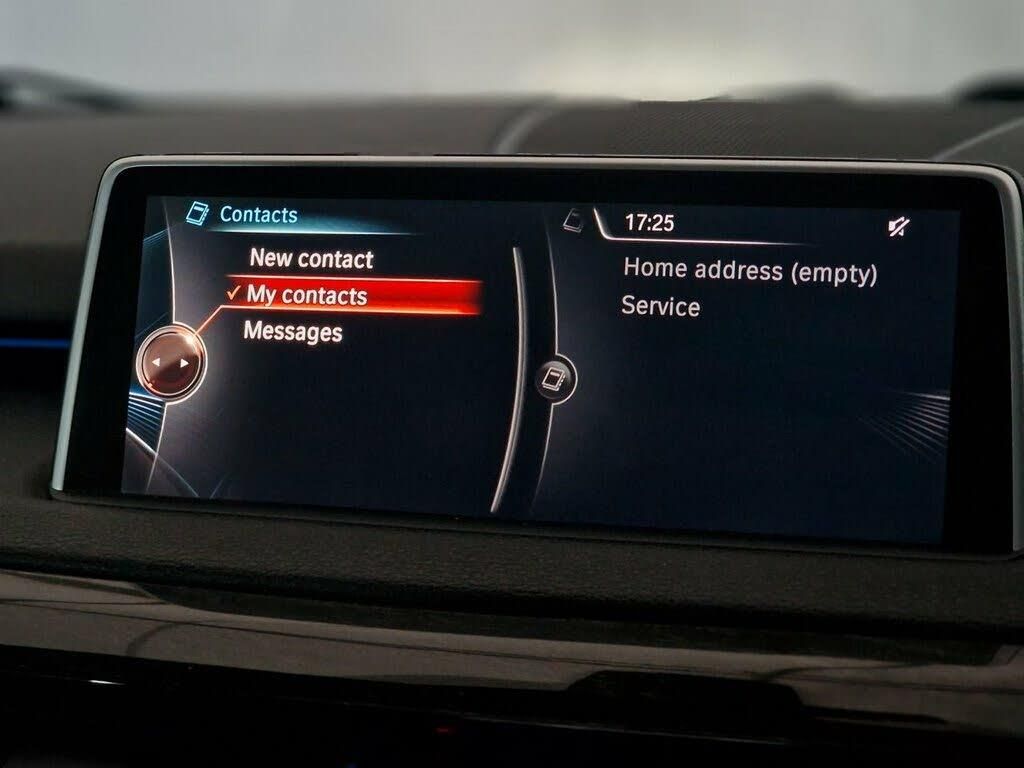 Contacts
New contact
My contacts
Messages
17:25
Home address (empty)
Service